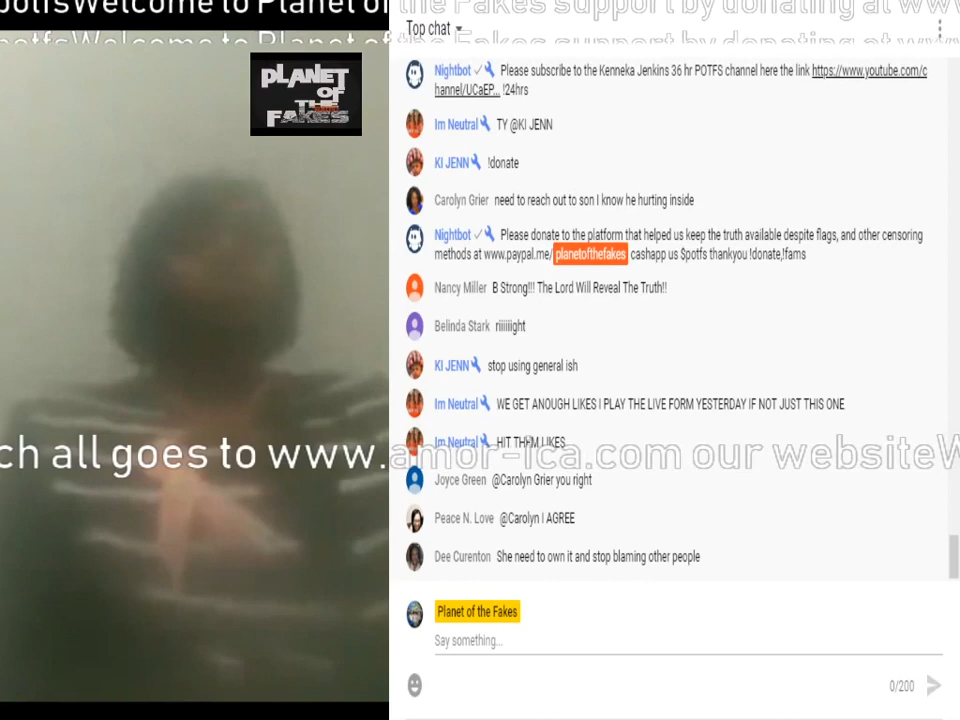 potfsWelcome to Planet of the Fakes support by donating at www
potfsWelcome to Planet of the Fakes support by donating at www
PLANET
OF
THE
FAKES
Top chat
Nightbot Please subscribe to the Kenneka Jenkins 36 hr POTFS channel here the link https://www.youtube.com/c
hannel/UCaEP... !24hrs
Im Neutral TY @KI JENN
KI JENN !donate
Carolyn Grier need to reach out to son I know he hurting inside
Nightbot Please donate to the platform that helped us keep the truth available despite flags, and other censoring
methods at www.paypal.me/planetofthefakes cashapp us $potfs thankyou !donate,!fams
Nancy Miller B Strong!!! The Lord Will Reveal The Truth!!
Belinda Stark riiiiiight
KI JENN stop using general ish
Im Neutral WE GET ANOUGH LIKES I PLAY THE LIVE FORM YESTERDAY IF NOT JUST THIS ONE
Im Neutral HIT THEM LIKES
ch all goes to www.amor-ica.com our websiteW
Joyce Green @Carolyn Grier you right
Peace N. Love @Carolyn I AGREE
Dee Curenton She need to own it and stop blaming other people
Planet of the Fakes
Say something...
0/200